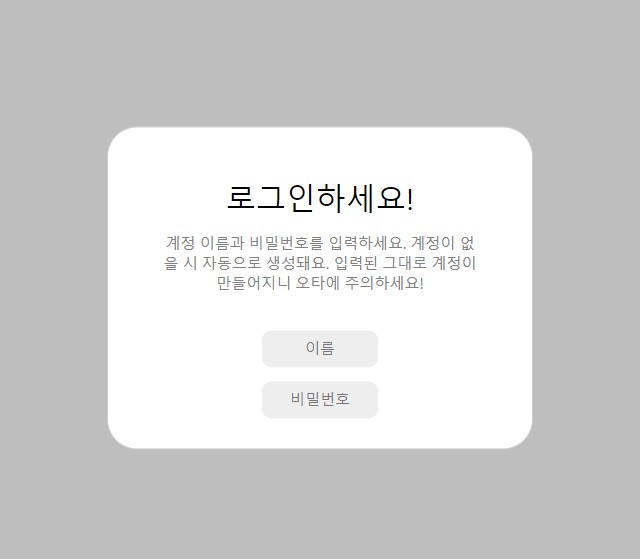 로그인하세요!
계정 이름과 비밀번호를 입력하세요. 계정이 없
을 시 자동으로 생성돼요. 입력된 그대로 계정이
만들어지니 오타에 주의하세요!
이름
비밀번호